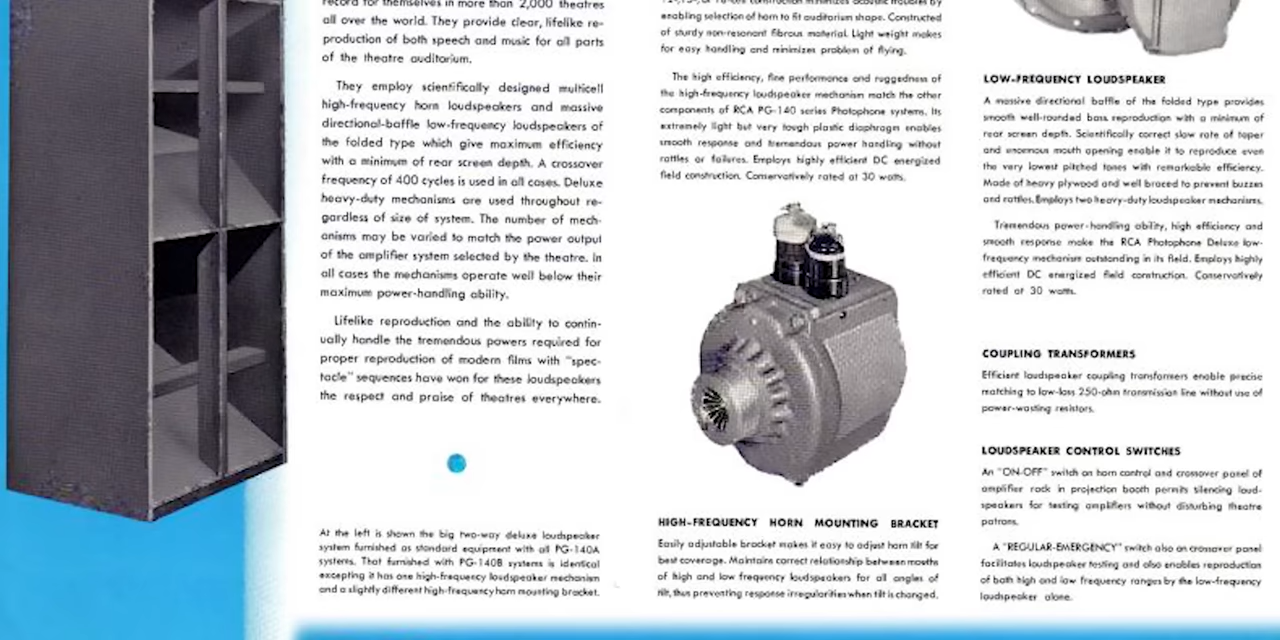 record for themselves in more than 2,000 theatres
all over the world. They provide clear, lifelike re-
production of both speech and music for all parts
of the theatre auditorium.
They employ scientifically designed multicell
high-frequency horn loudspeakers and massive
directional-baffle low-frequency loudspeakers of
the folded type which give maximum efficiency
with a minimum of rear screen depth. A crossover
frequency of 400 cycles is used in all cases. Deluxe
heavy-duty mechanisms are used throughout re-
gardless of size of system. The number of mech-
anisms may be varied to match the power output
of the amplifier system selected by the theatre. In
all cases the mechanisms operate well below their
maximum power-handling ability.
Lifelike reproduction and the ability to contin-
ually handle the tremendous powers required for
proper reproduction of modern films with "spec-
tacle" sequences have won for these loudspeakers
the respect and praise of theatres everywhere.
At the left is shown the big two-way deluxe loudspeaker
system furnished as standard equipment with all PG-140A
systems. That furnished with PG-140B systems is identical
excepting it has one high-frequency loudspeaker mechanism
and a slightly different high-frequency horn mounting bracket.
construction minimizes acoustic troubles by
enabling selection of horn to fit auditorium shape. Constructed
of sturdy non-resonant fibrous material. Light weight makes
for easy handling and minimizes problem of flying.
The high efficiency, fine performance and ruggedness of
the high-frequency loudspeaker mechanism match the other
components of RCA PG-140 series Photophone systems. Its
extremely light but very tough plastic diaphragm enables
smooth response and tremendous power handling without
rattles or failures. Employs highly efficient DC energized
field construction. Conservatively rated at 30 watts.
HIGH-FREQUENCY HORN MOUNTING BRACKET
Easily adjustable bracket makes it easy to adjust horn tilt for
best coverage. Maintains correct relationship between mouths
of high and low frequency loudspeakers for all angles of
tilt, thus preventing response irregularities when tilt is changed.
LOW-FREQUENCY LOUDSPEAKER
A massive directional baffle of the folded type provides
smooth well-rounded bass reproduction with a minimum of
rear screen depth. Scientifically correct slow rate of taper
and enormous mouth opening enable it to reproduce even
the very lowest pitched tones with remarkable efficiency.
Made of heavy plywood and well braced to prevent buzzes
and rattles. Employs two heavy-duty loudspeaker mechanisms.
Tremendous power-handling ability, high efficiency and
smooth response make the RCA Photophone Deluxe low-
frequency mechanism outstanding in its field. Employs highly
efficient DC energized field construction. Conservatively
rated at 30 watts.
COUPLING TRANSFORMERS
Efficient loudspeaker coupling transformers enable precise
matching to low-loss 250-ohm transmission line without use of
power-wasting resistors.
LOUDSPEAKER CONTROL SWITCHES
An "ON-OFF" switch on horn control and crossover panel of
amplifier rack in projection booth permits silencing loud-
speakers for testing amplifiers without disturbing theatre
patrons.
A "REGULAR-EMERGENCY" switch also on crossover panel
facilitates loudspeaker testing and also enables reproduction
of both high and low frequency ranges by the low-frequency
loudspeaker alone.